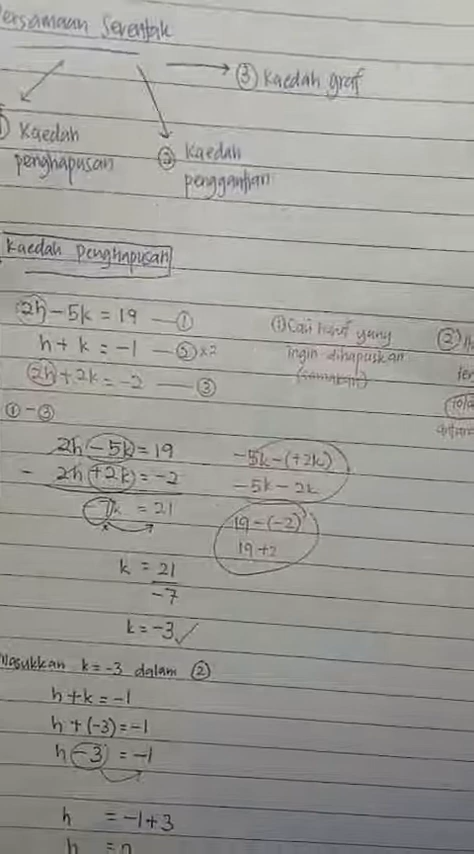 Persamaan Serentak
③ Kaedah graf
① Kaedah
penghapusan
② Kaedah
penggantian
Kaedah Penghapusan
2h - 5k = 19 — ①
h + k = -1 — ② ×2
2h + 2k = -2 — ③
① Cari huruf yang
ingin dihapuskan
(samakan)
②
① - ③
2h - 5k = 19
- 2h + 2k = -2
-7k = 21
-5k - (+2k)
-5k - 2k
19 - (-2)
19 + 2
k = 21
-7
k = -3 ✓
Masukkan k = -3 dalam ②
h + k = -1
h + (-3) = -1
h - 3 = -1
h = -1 + 3
h = 2